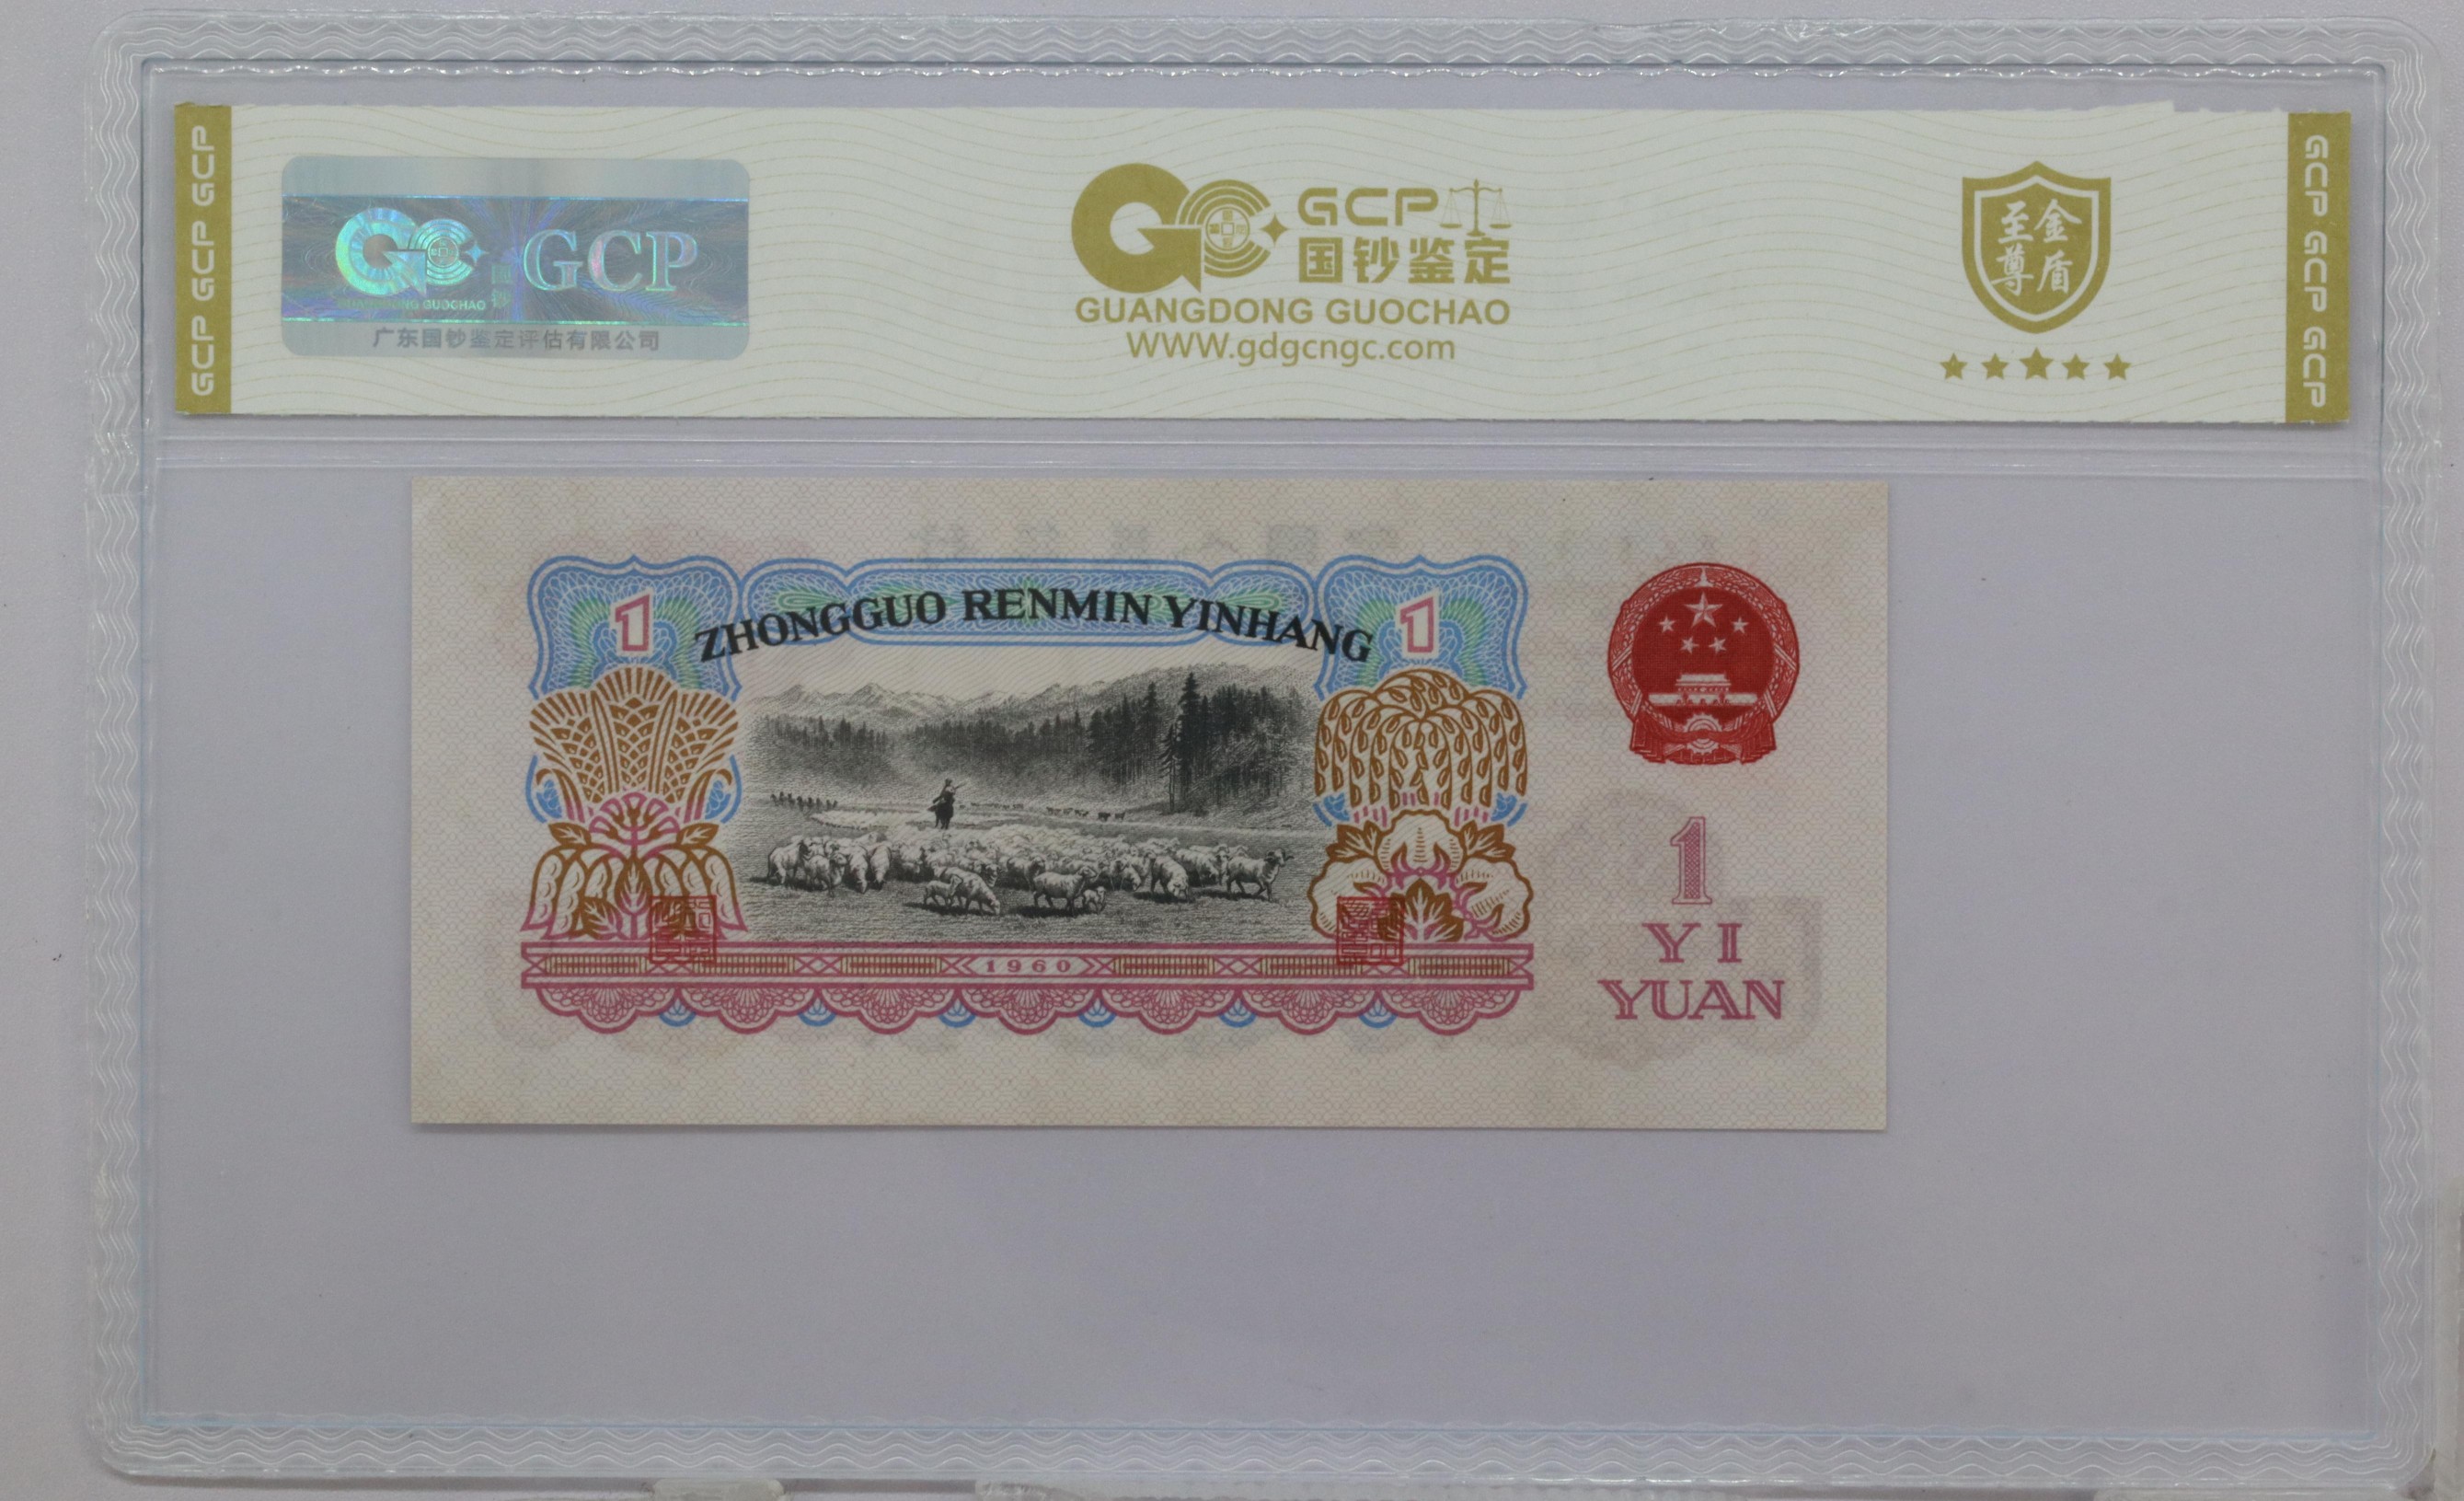 GCP GCP GCP
GCP
GUANGDONG GUOCHAO
国钞
广东国钞鉴定评估有限公司
GCP
国钞鉴定
GUANGDONG GUOCHAO
WWW.gdgcngc.com
至金
尊盾
GCP GCP GCP
1
ZHONGGUO RENMIN YINHANG
1
1960
1
YI
YUAN